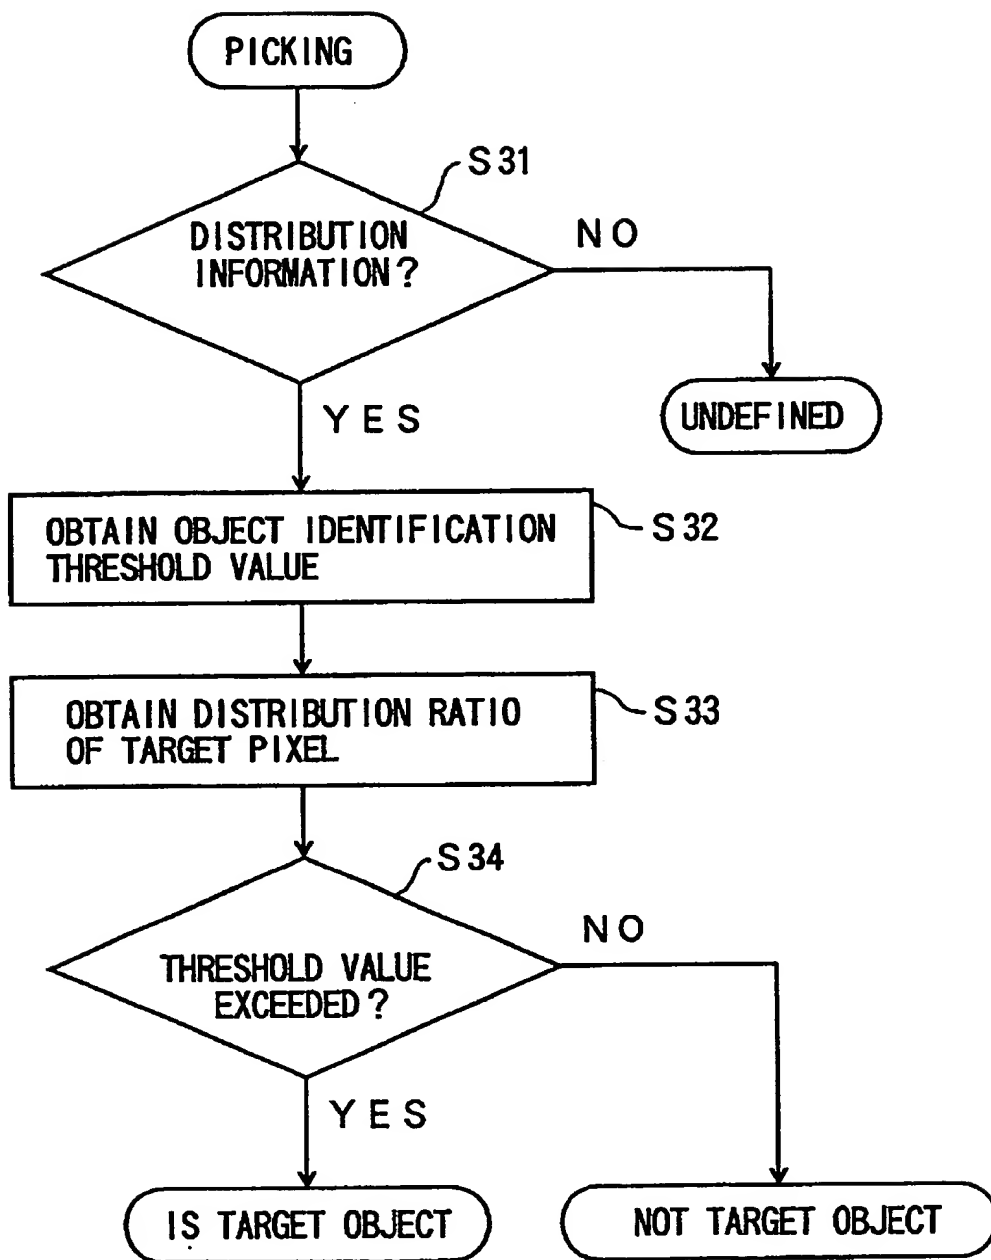 PICKING
S31
DISTRIBUTION
INFORMATION?
NO
YES
UNDEFINED
OBTAIN OBJECT IDENTIFICATION
THRESHOLD VALUE
S32
OBTAIN DISTRIBUTION RATIO
OF TARGET PIXEL
S33
S34
THRESHOLD VALUE
EXCEEDED?
NO
YES
IS TARGET OBJECT
NOT TARGET OBJECT